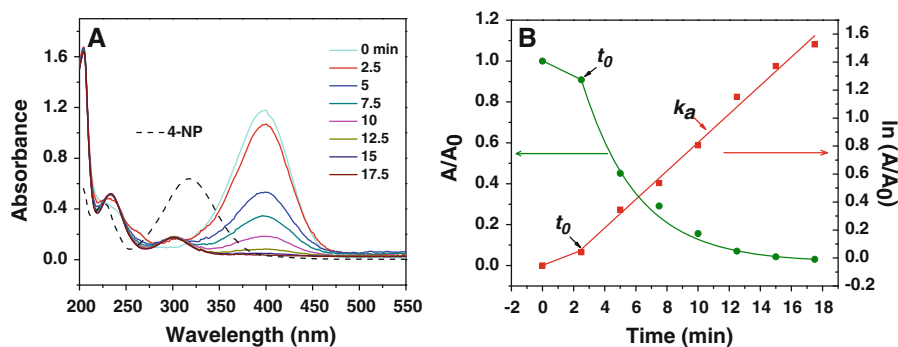 A
Absorbance
1.6
1.2
0.8
0.4
0.0
200 250 300 350 400 450 500 550
Wavelength (nm)
4-NP
0 min
2.5
5
7.5
10
12.5
15
17.5
B
A/A0
1.2
1.0
0.8
0.6
0.4
0.2
0.0
-2 0 2 4 6 8 10 12 14 16 18
Time (min)
t0
t0
ka
1.6
1.4
1.2
1.0
0.8
0.6
0.4
0.2
0.0
-0.2
ln (A/A0)